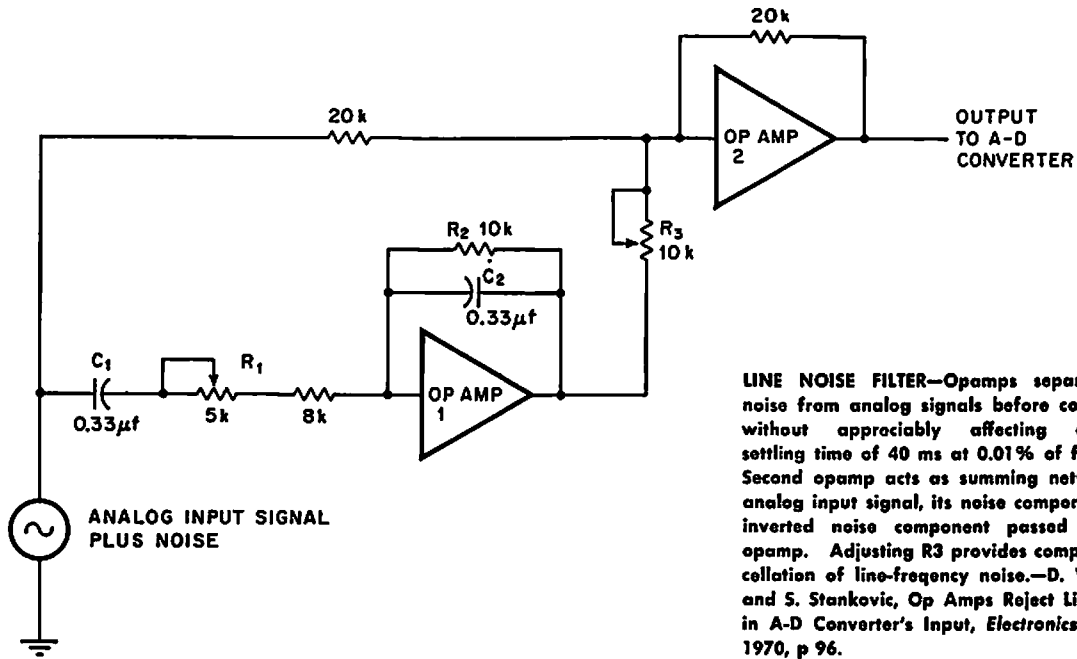 20k
20k
OP AMP
2
OUTPUT
TO A-D
CONVERTER
R2 10k
C2
0.33μf
R3
10k
C1
0.33μf
R1
5k
8k
OP AMP
1
ANALOG INPUT SIGNAL
PLUS NOISE
LINE NOISE FILTER—Opamps
noise from analog signals before
without appreciably affecting
settling time of 40 ms at 0.01% of
Second opamp acts as summing
analog input signal, its noise
inverted noise component passed
opamp. Adjusting R3 provides
cellation of line-freqency noise.—D.
and S. Stankovic, Op Amps Reject
in A-D Converter's Input, Electronics
1970, p 96.